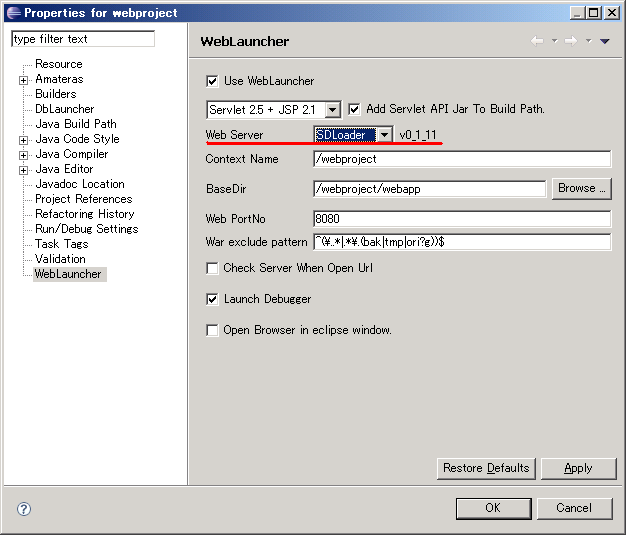 Properties for webproject
type filter text
Resource
Amateras
Builders
DbLauncher
Java Build Path
Java Code Style
Java Compiler
Java Editor
Javadoc Location
Project References
Refactoring History
Run/Debug Settings
Task Tags
Validation
WebLauncher
WebLauncher
Use WebLauncher
Servlet 2.5 + JSP 2.1 Add Servlet API Jar To Build Path.
Web Server SDLoader v0_1_11
Context Name /webproject
BaseDir /webproject/webapp Browse ...
Web PortNo 8080
War exclude pattern ^(¥..*|.*¥.(bak|tmp|ori?g))$
Check Server When Open Url
Launch Debugger
Open Browser in eclipse window.
Restore Defaults Apply
? OK Cancel